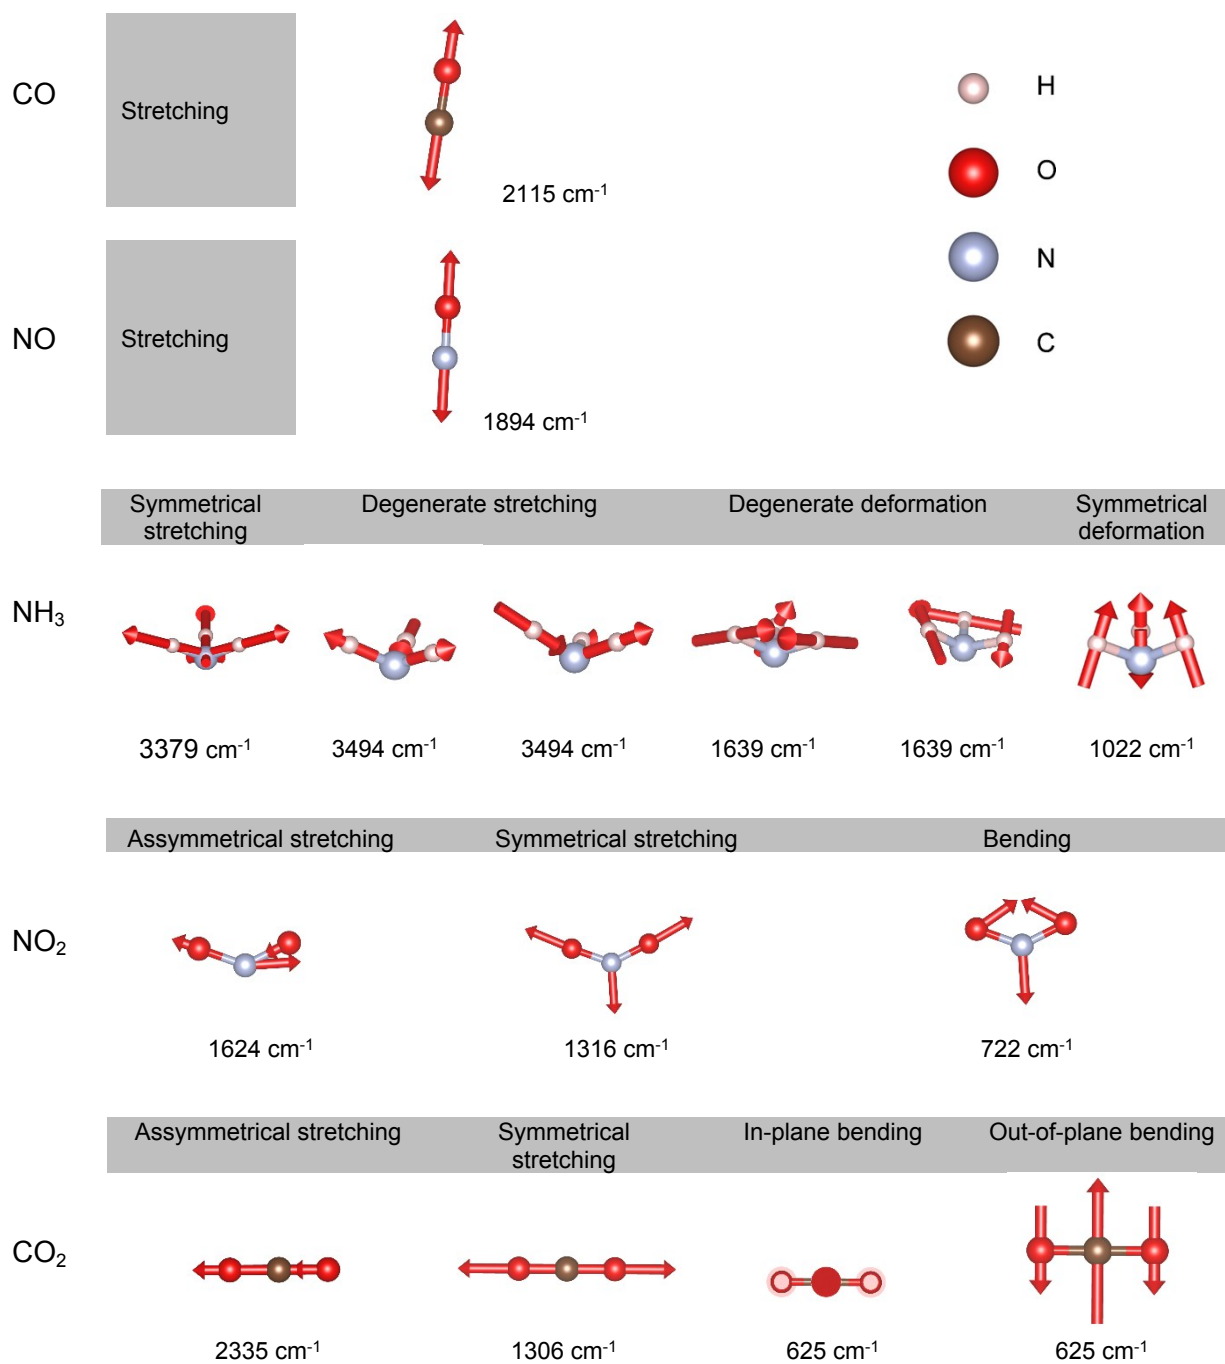 CO
Stretching
2115 cm-1
H
O
N
C
NO
Stretching
1894 cm-1
Symmetrical stretching
Degenerate stretching
Degenerate deformation
Symmetrical deformation
NH3
3379 cm-1
3494 cm-1
3494 cm-1
1639 cm-1
1639 cm-1
1022 cm-1
Assymmetrical stretching
Symmetrical stretching
Bending
NO2
1624 cm-1
1316 cm-1
722 cm-1
Assymmetrical stretching
Symmetrical stretching
In-plane bending
Out-of-plane bending
CO2
2335 cm-1
1306 cm-1
625 cm-1
625 cm-1